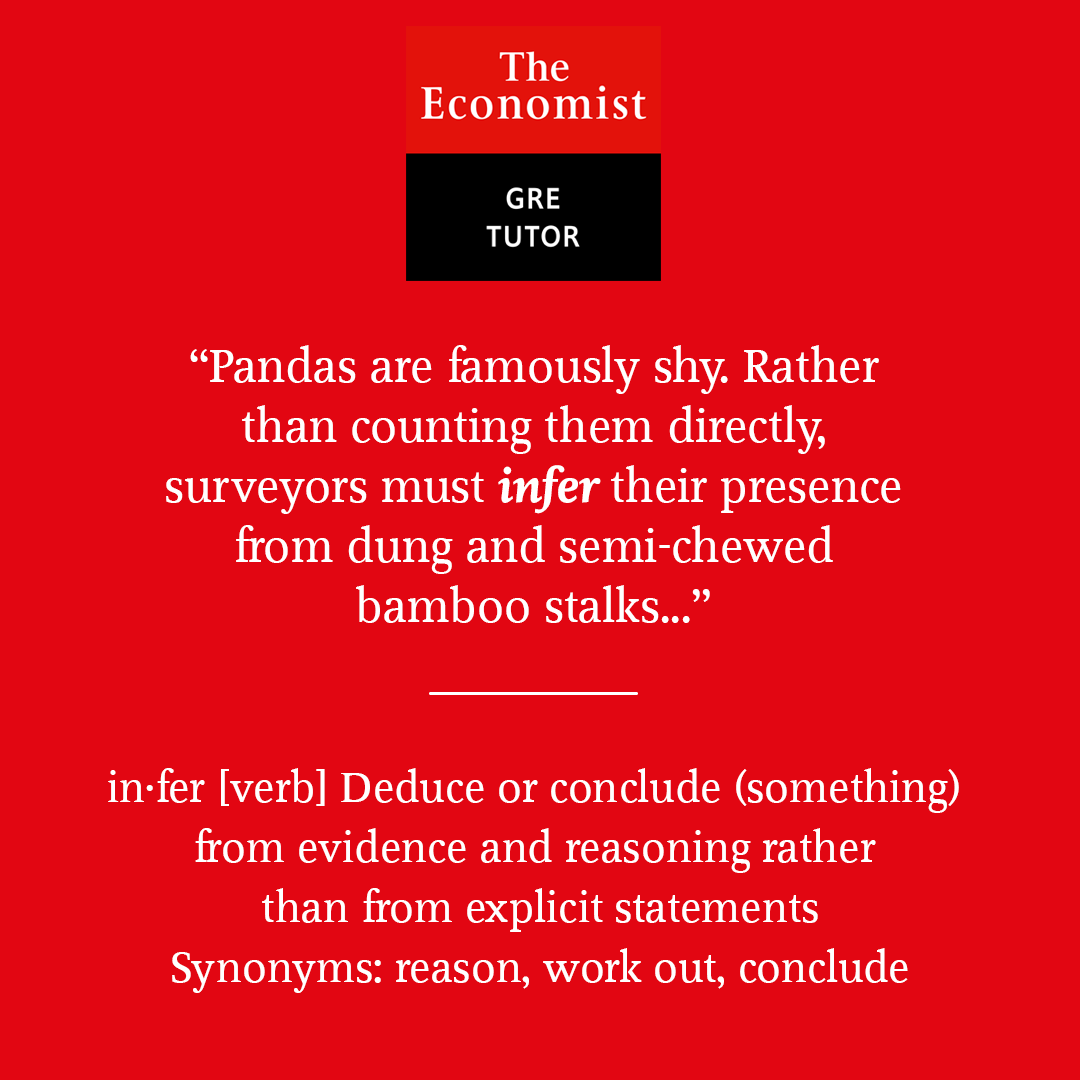 The
Economist
GRE
TUTOR
“Pandas are famously shy. Rather
than counting them directly,
surveyors must infer their presence
from dung and semi-chewed
bamboo stalks...”
in·fer [verb] Deduce or conclude (something)
from evidence and reasoning rather
than from explicit statements
Synonyms: reason, work out, conclude